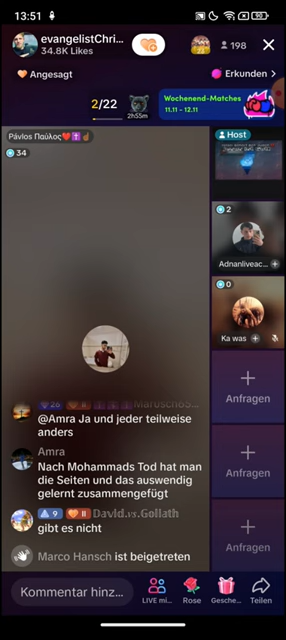 13:51
90
evangelistChri...
34.8K Likes
198
Angesagt
Erkunden >
2/22
2h55m
Wochenend-Matches
11.11 - 12.11
Pávlos Παύλος
34
Host
2
Adnanliveac...
0
Ka was
Anfragen
Anfragen
Anfragen
@Amra Ja und jeder teilweise
anders
Amra
Nach Mohammads Tod hat man
die Seiten und das auswendig
gelernt zusammengefügt
9 II David.vs.Goliath
gibt es nicht
Marco Hansch ist beigetreten
Kommentar hinz...
LIVE mi...
Rose
Gesche...
Teilen